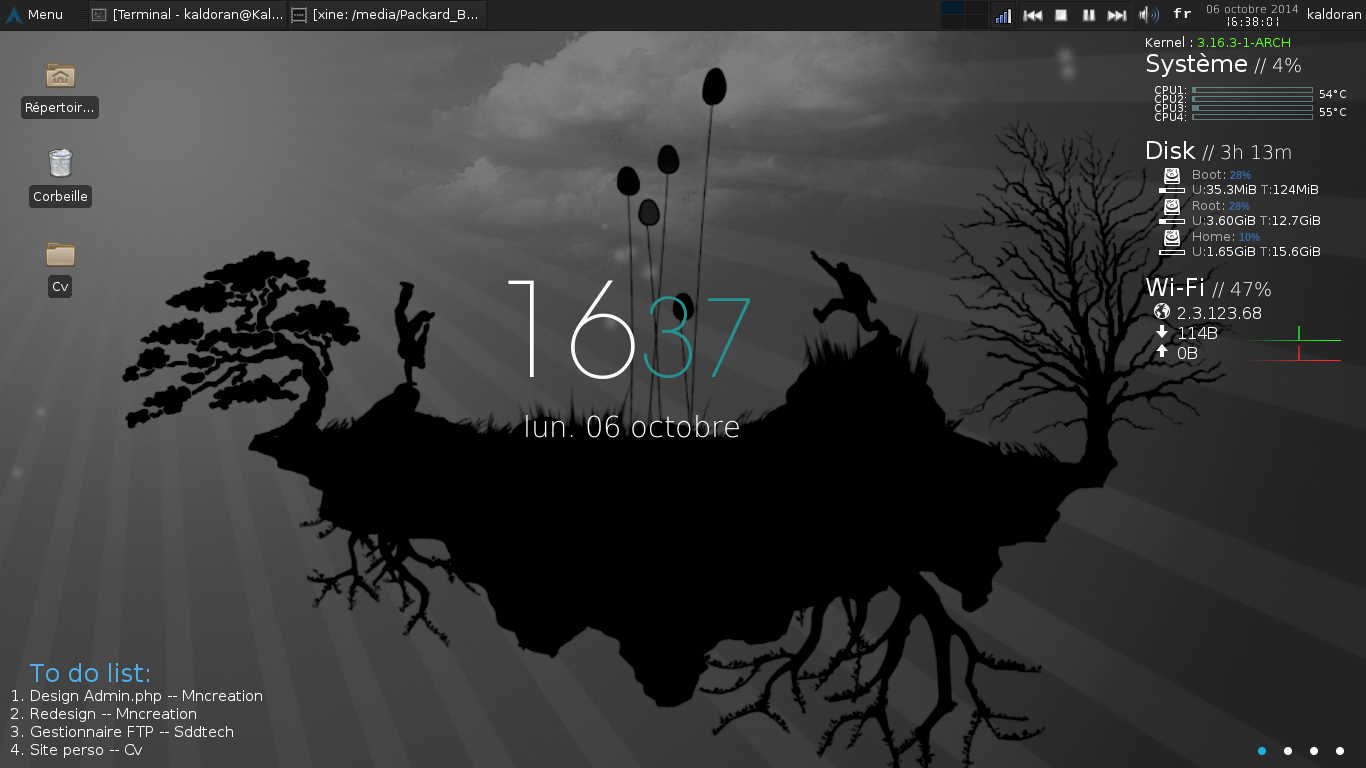 Menu
[Terminal - kaldoran@Kal...
[xine: /media/Packard_B...
fr
06 octobre 2014
16:38:01
kaldoran
Répertoir...
Corbeille
Cv
Kernel : 3.16.3-1-ARCH
Système // 4%
CPU1:
CPU2:
54°C
CPU3:
CPU4:
55°C
Disk // 3h 13m
Boot: 28%
U:35.3MiB T:124MiB
Root: 28%
U:3.60GiB T:12.7GiB
Home: 10%
U:1.65GiB T:15.6GiB
Wi-Fi // 47%
2.3.123.68
114B
0B
1637
lun. 06 octobre
To do list:
1. Design Admin.php -- Mncreation
2. Redesign -- Mncreation
3. Gestionnaire FTP -- Sddtech
4. Site perso -- Cv